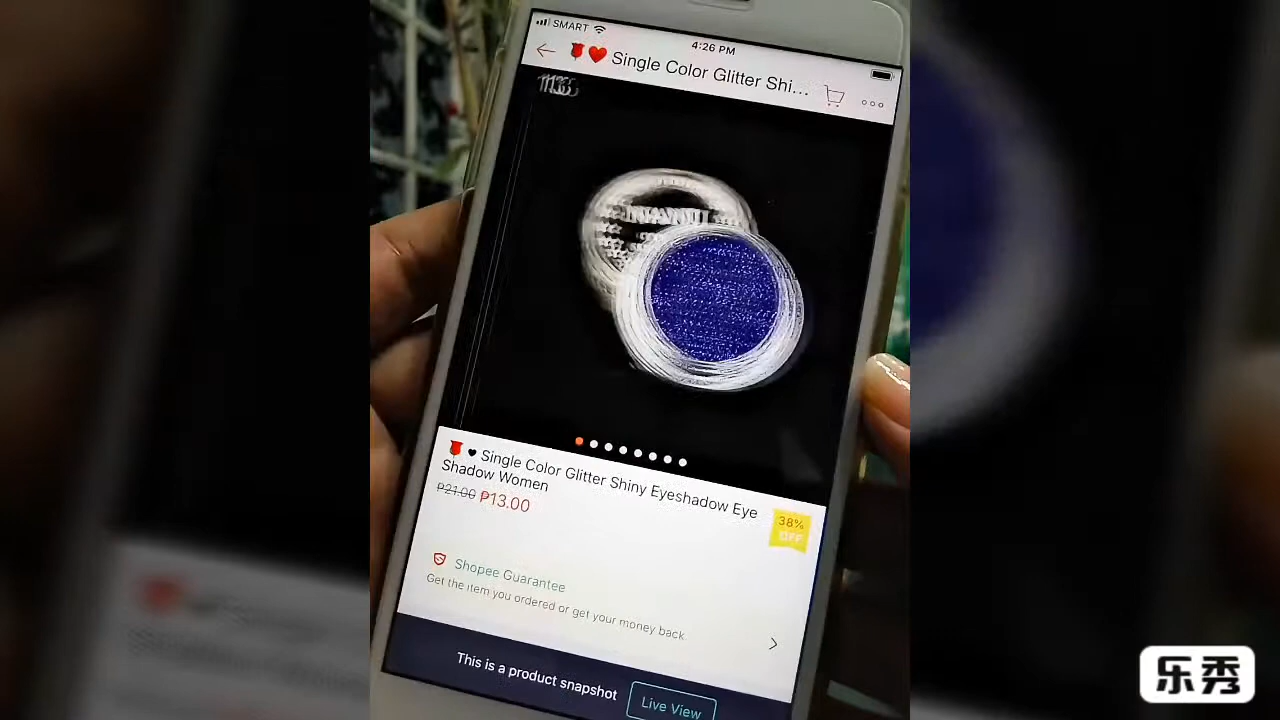 SMART
4:26 PM
🌹❤️ Single Color Glitter Shi...
🌹🖤 Single Color Glitter Shiny Eyeshadow Eye
Shadow Women
₱21.00 ₱13.00
38%
OFF
Shopee Guarantee
Get the item you ordered or get your money back
This is a product snapshot
Live View
乐秀